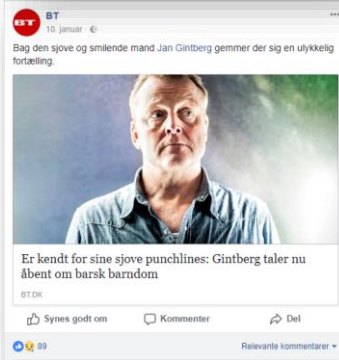 BT
BT
10. januar
Bag den sjove og smilende mand Jan Gintberg gemmer der sig en ulykkelig
fortælling.
Er kendt for sine sjove punchlines: Gintberg taler nu
åbent om barsk barndom
BT.DK
Synes godt om
Kommenter
Del
89
Relevante kommentarer